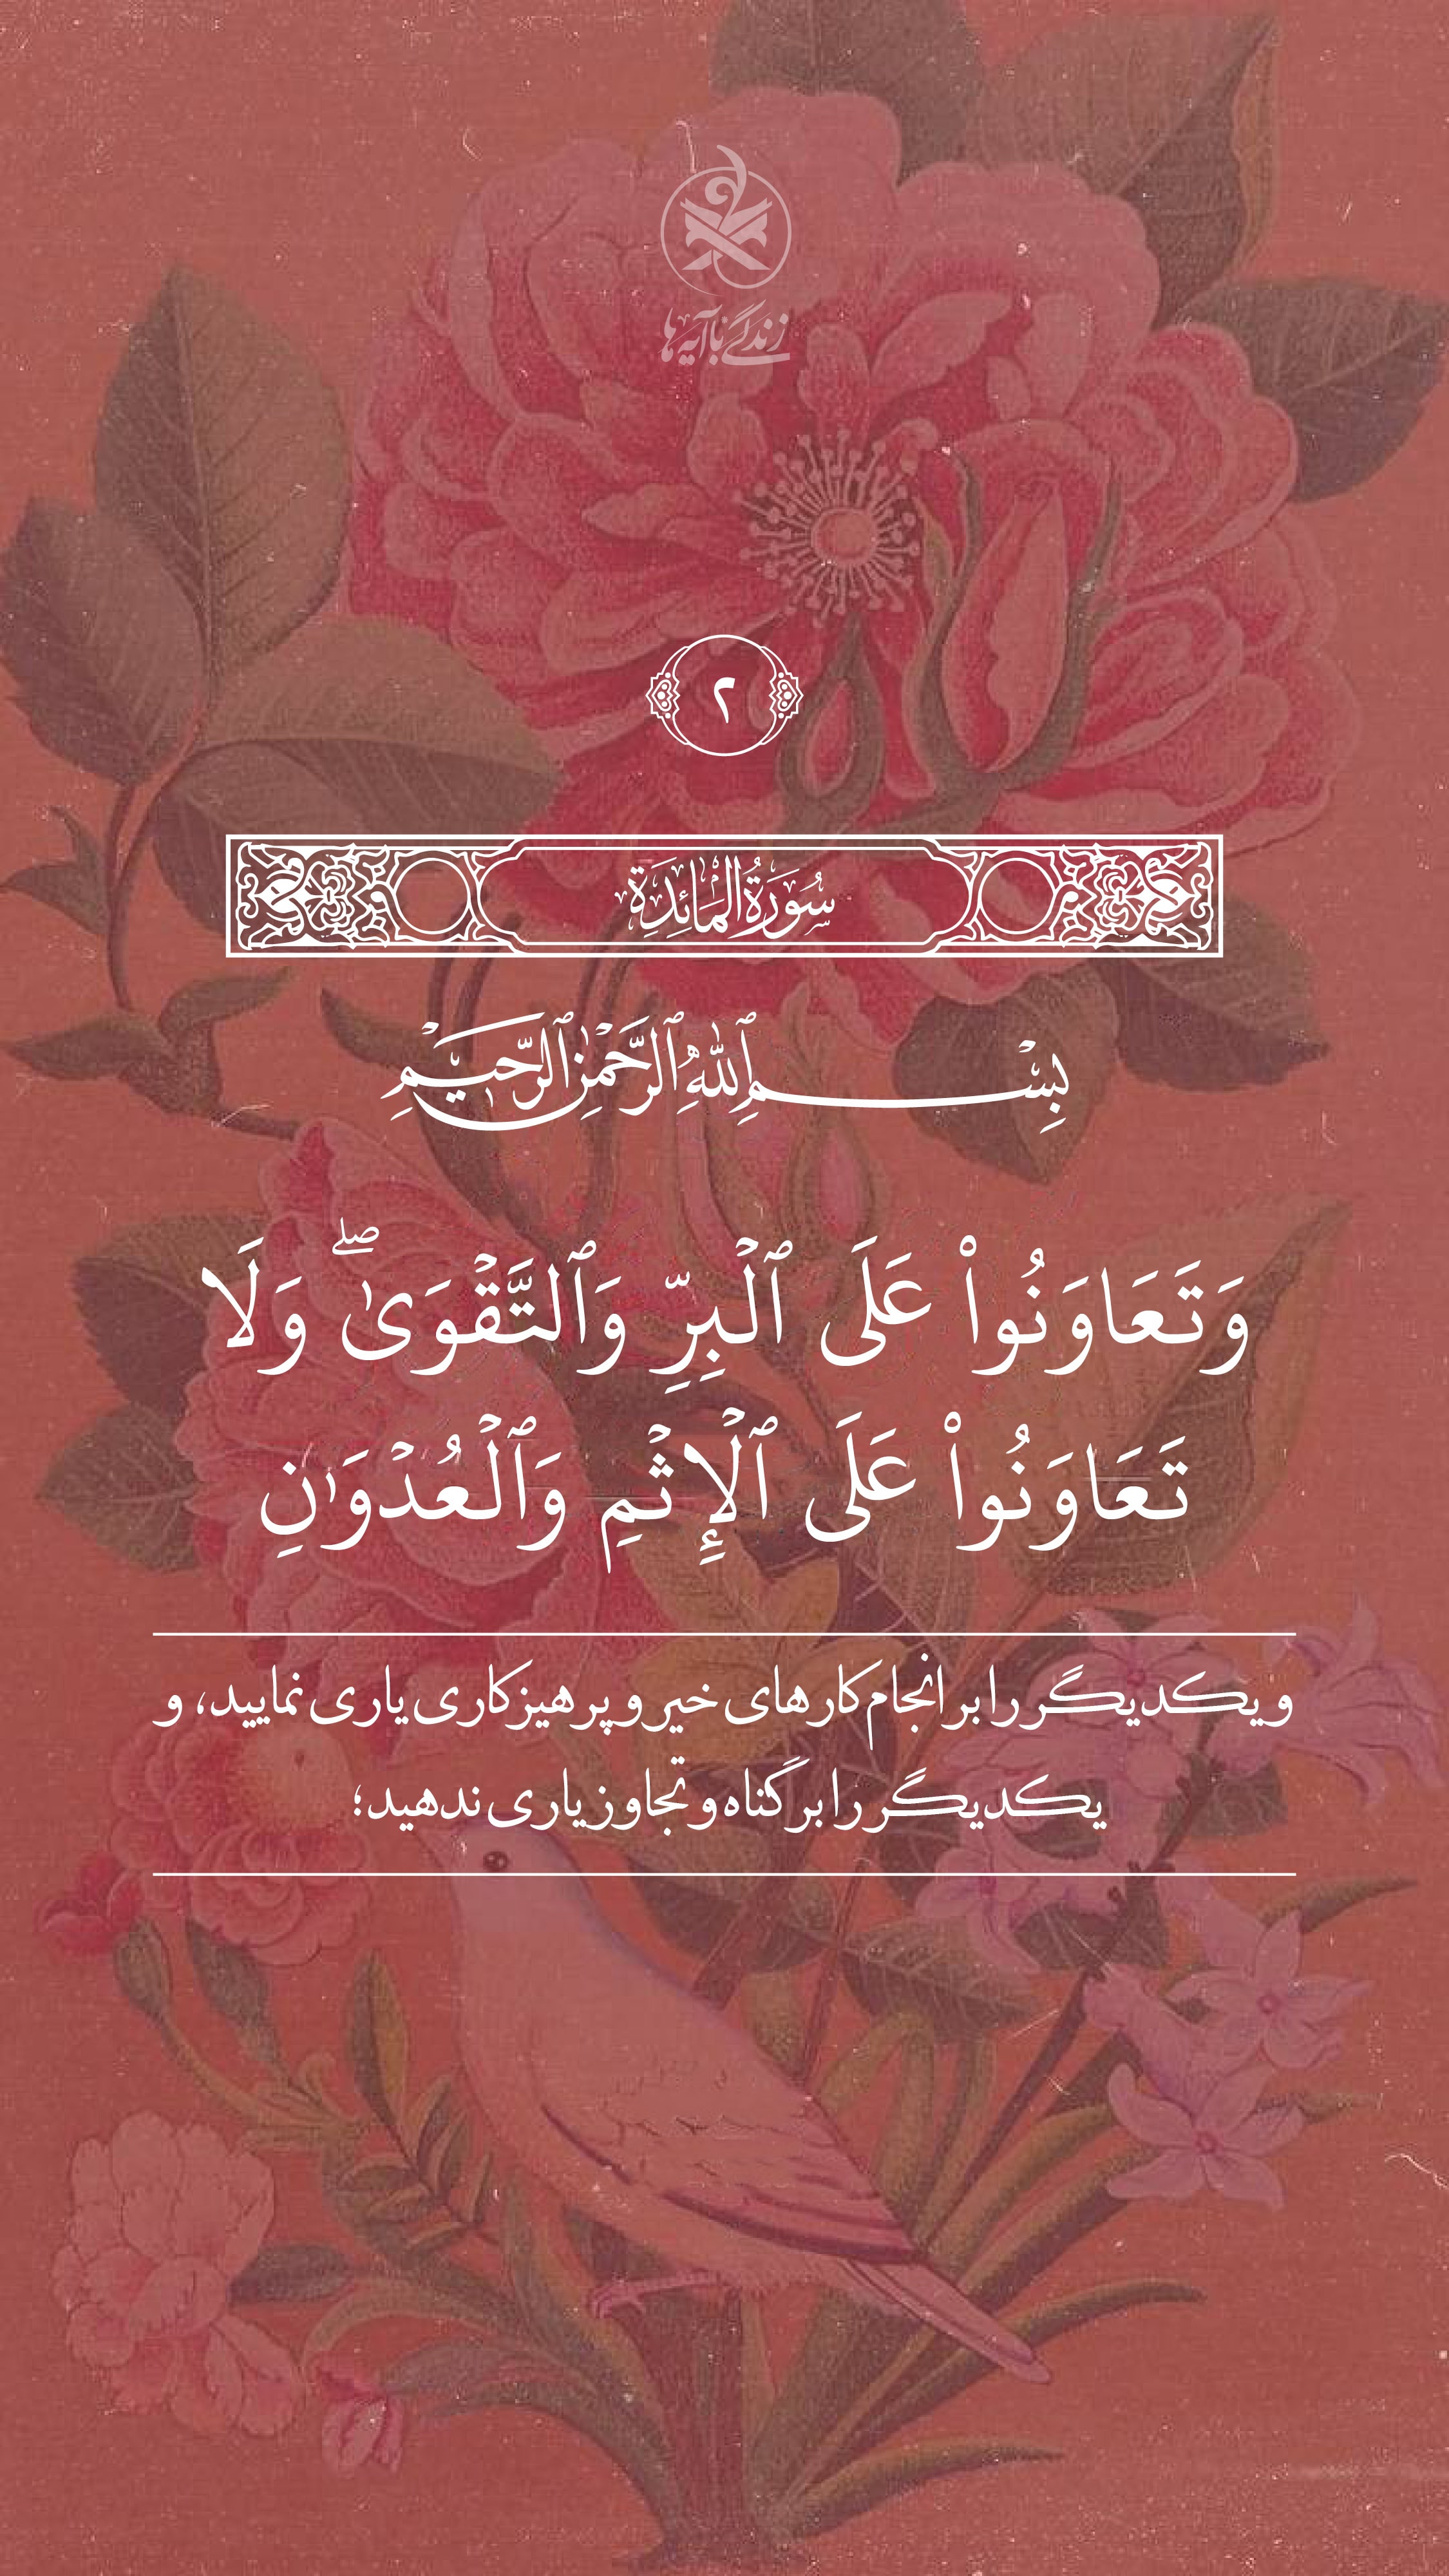 زندگی با آیه‌ها
۲
سُورَةُ المَائِدَةِ
بِسْمِ ٱللَّهِ ٱلرَّحْمَٰنِ ٱلرَّحِيمِ
وَتَعَاوَنُوا۟ عَلَى ٱلْبِرِّ وَٱلتَّقْوَىٰ ۖ وَلَا
تَعَاوَنُوا۟ عَلَى ٱلْإِثْمِ وَٱلْعُدْوَٰنِ
و یکدیگر را بر انجام کارهای خیر و پرهیزکاری یاری نمایید، و
یکدیگر را بر گناه و تجاوز یاری ندهید؛